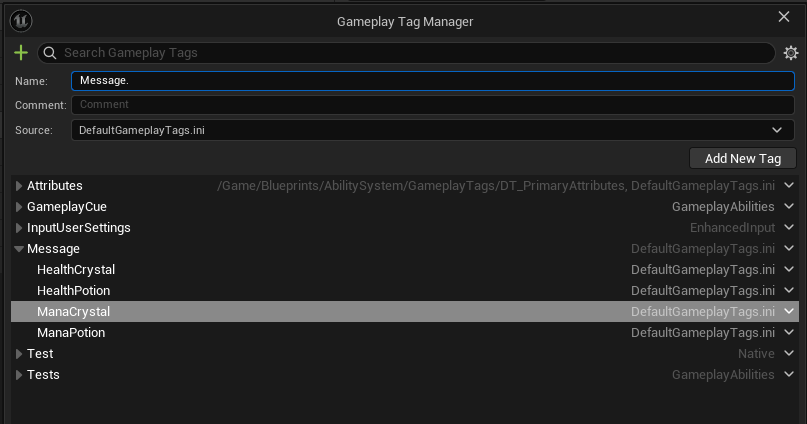 Gameplay Tag Manager
Search Gameplay Tags
Name: Message.
Comment: Comment
Source: DefaultGameplayTags.ini
Add New Tag
Attributes /Game/Blueprints/AbilitySystem/GameplayTags/DT_PrimaryAttributes, DefaultGameplayTags.ini
GameplayCue GameplayAbilities
InputUserSettings EnhancedInput
Message DefaultGameplayTags.ini
HealthCrystal DefaultGameplayTags.ini
HealthPotion DefaultGameplayTags.ini
ManaCrystal DefaultGameplayTags.ini
ManaPotion DefaultGameplayTags.ini
Test Native
Tests GameplayAbilities